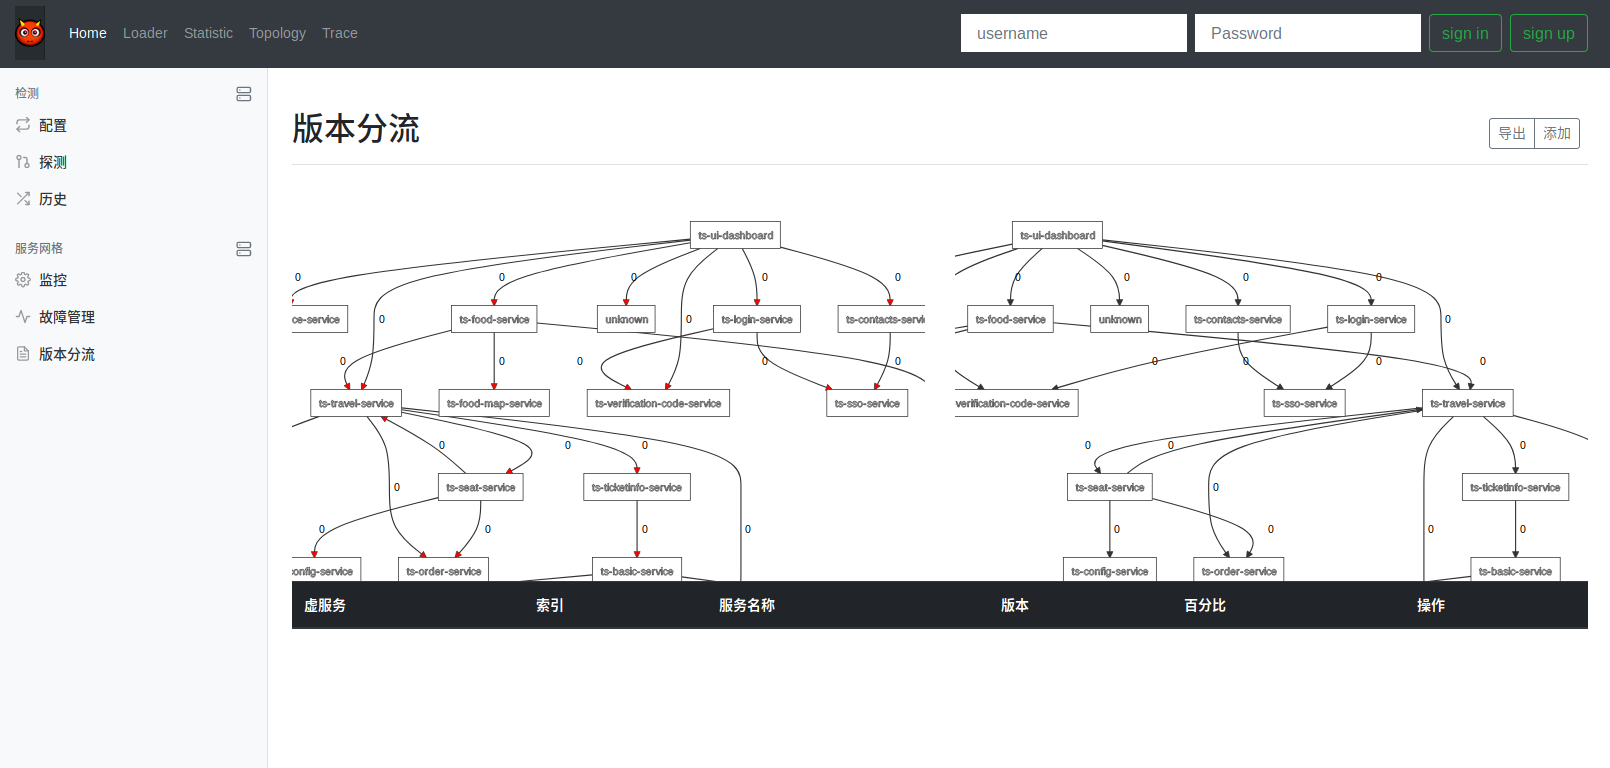 Home Loader Statistic Topology Trace username Password sign in sign up
检测
配置
探测
历史
服务网格
监控
故障管理
版本分流
版本分流
导出 添加
ts-ui-dashboard
0 0 0 0 0 0
ce-service ts-food-service unknown ts-login-service ts-contacts-servi
0 0 0 0 0 0 0
ts-travel-service ts-food-map-service ts-verification-code-service ts-sso-service
0 0 0
ts-seat-service ts-ticketinfo-service
0 0 0 0 0
config-service ts-order-service ts-basic-service
ts-ui-dashboard
0 0 0 0
ts-food-service unknown ts-contacts-service ts-login-service
0 0 0 0 0
verification-code-service ts-sso-service ts-travel-service
0 0 0
ts-seat-service ts-ticketinfo-service
0 0 0 0 0
ts-config-service ts-order-service ts-basic-service
虚服务 索引 服务名称 版本 百分比 操作